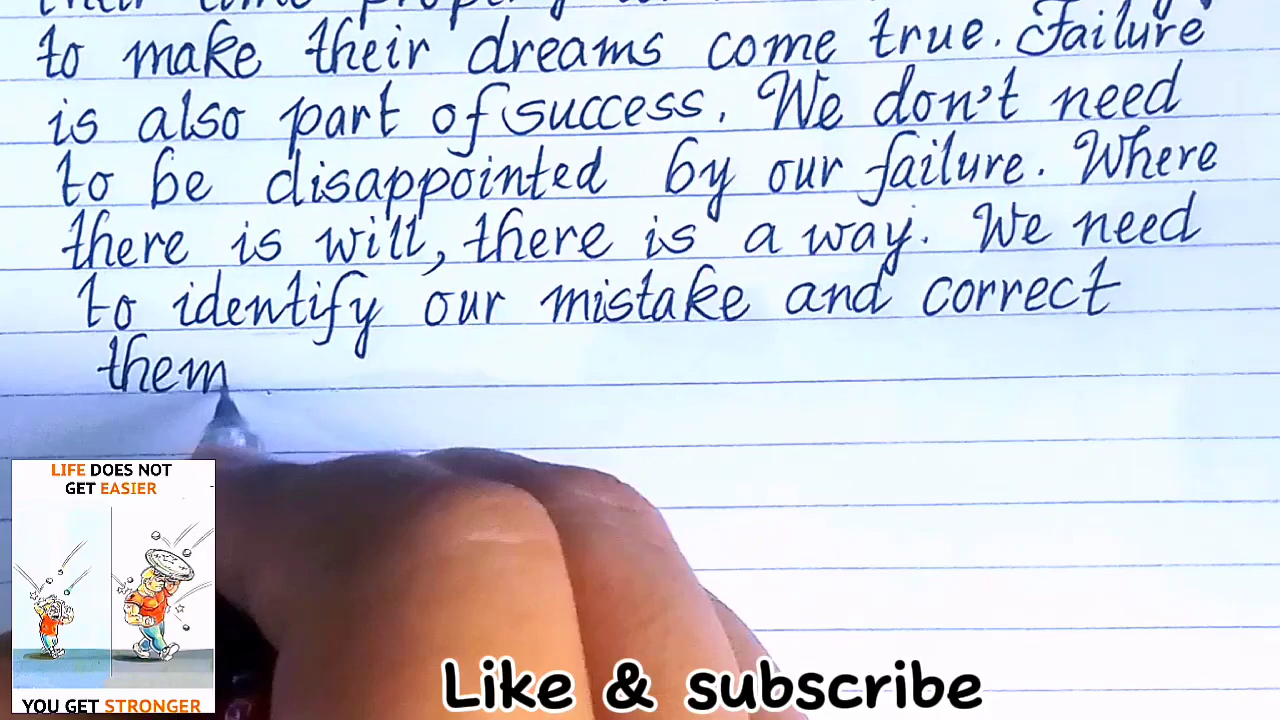 to make their dreams come true. Failure
is also part of success. We don't need
to be disappointed by our failure. Where
there is will, there is a way. We need
to identify our mistake and correct
them
LIFE DOES NOT
GET EASIER
YOU GET STRONGER
Like & subscribe